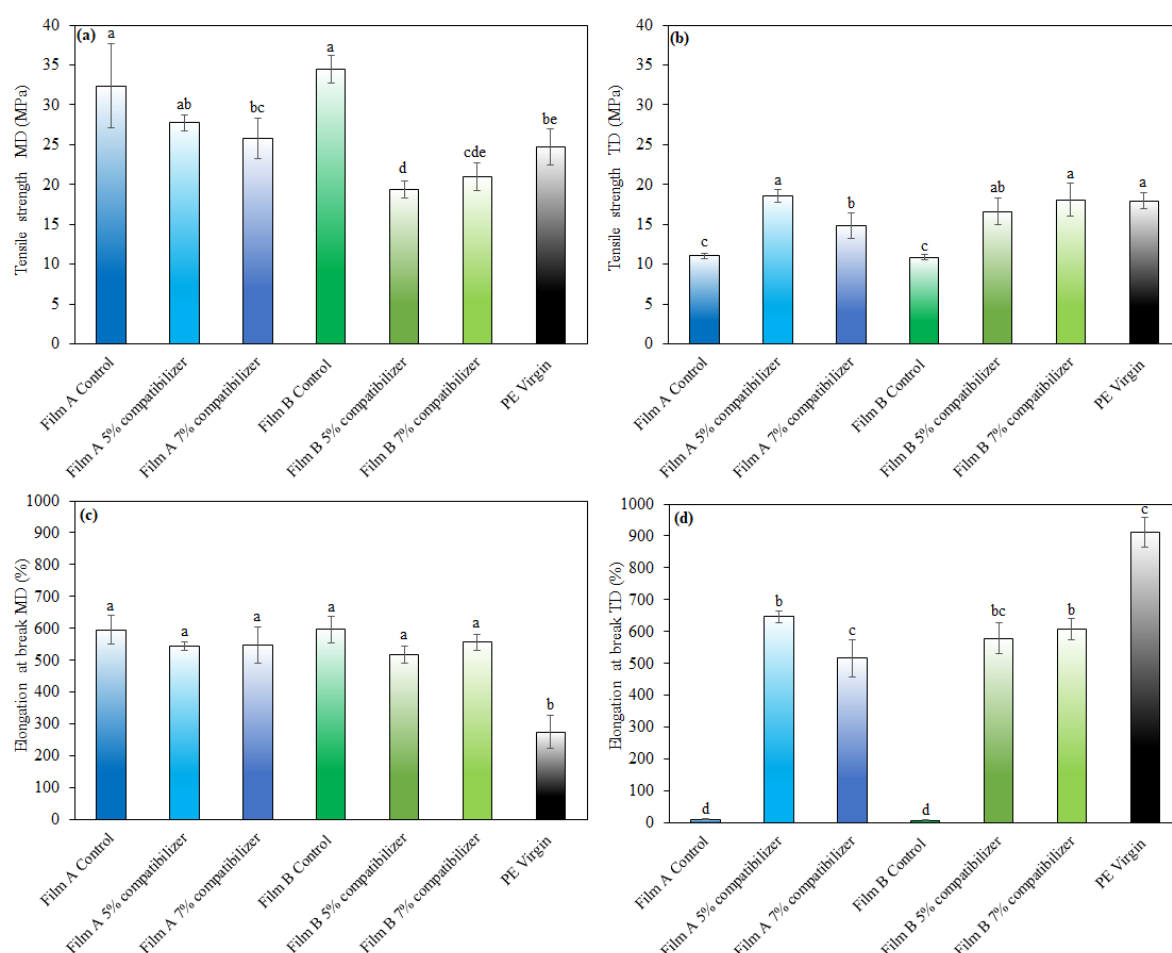 (a)
Tensile strength MD (MPa)
40
35
30
25
20
15
10
5
0
a
ab
bc
a
d
cde
be
Film A Control
Film A 5% compatibilizer
Film A 7% compatibilizer
Film B Control
Film B 5% compatibilizer
Film B 7% compatibilizer
PE Virgin
(b)
Tensile strength TD (MPa)
40
35
30
25
20
15
10
5
0
c
a
b
c
ab
a
a
Film A Control
Film A 5% compatibilizer
Film A 7% compatibilizer
Film B Control
Film B 5% compatibilizer
Film B 7% compatibilizer
PE Virgin
(c)
Elongation at break MD (%)
1000
900
800
700
600
500
400
300
200
100
0
a
a
a
a
a
a
b
Film A Control
Film A 5% compatibilizer
Film A 7% compatibilizer
Film B Control
Film B 5% compatibilizer
Film B 7% compatibilizer
PE Virgin
(d)
Elongation at break TD (%)
1000
900
800
700
600
500
400
300
200
100
0
d
b
c
d
bc
b
c
Film A Control
Film A 5% compatibilizer
Film A 7% compatibilizer
Film B Control
Film B 5% compatibilizer
Film B 7% compatibilizer
PE Virgin